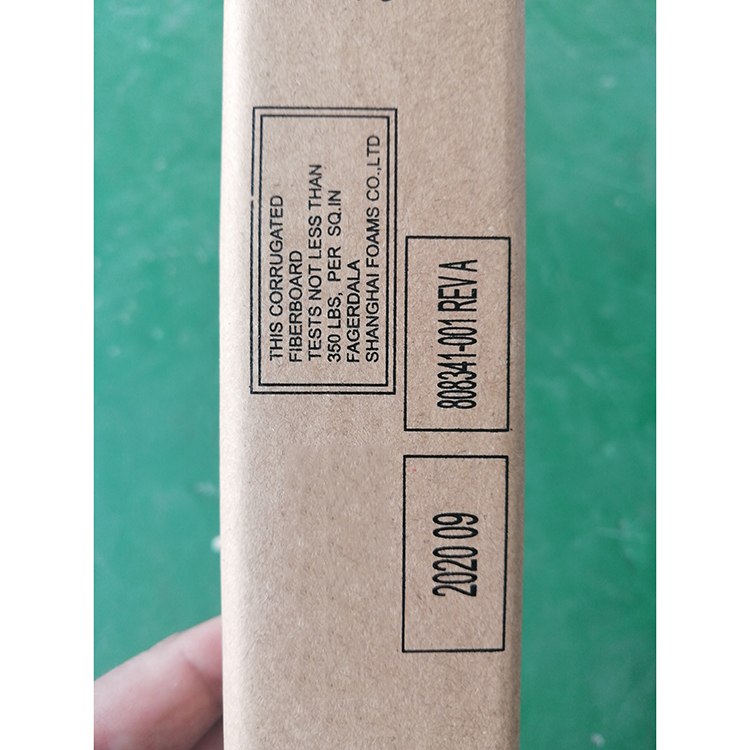 THIS CORRUGATED
FIBERBOARD
TESTS NOT LESS THAN
350 LBS, PER SQ.IN
FAGERDALA
SHANGHAI FOAMS CO.,LTD
808341-001 REV A
2020 09